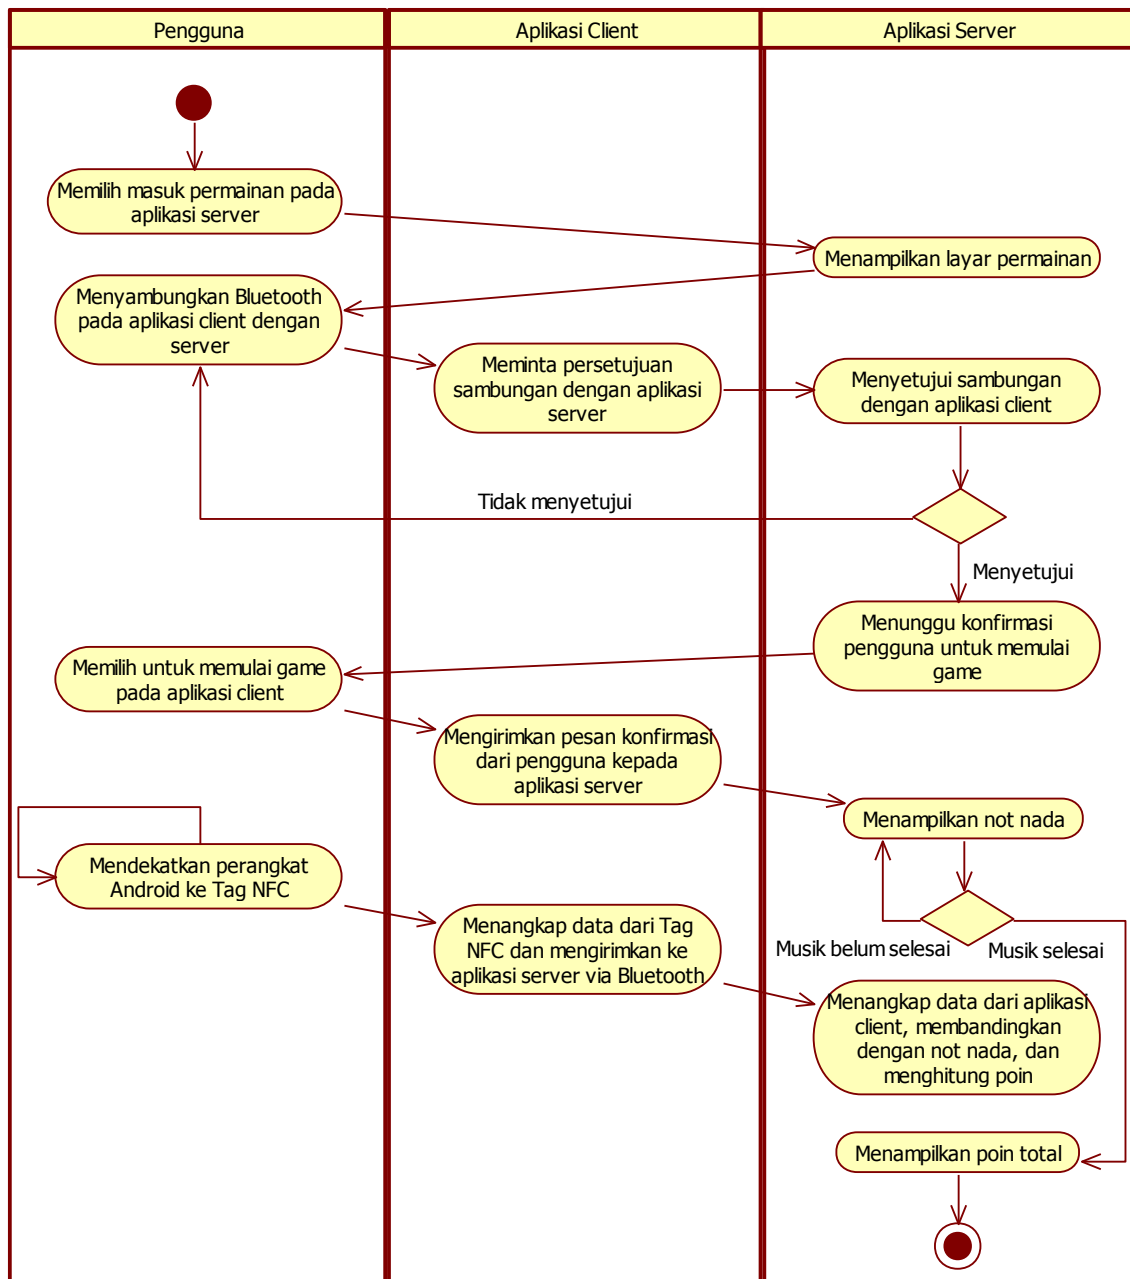 Pengguna
Aplikasi Client
Aplikasi Server
Memilih masuk permainan pada
aplikasi server
Menampilkan layar permainan
Menyambungkan Bluetooth
pada aplikasi client dengan
server
Meminta persetujuan
sambungan dengan aplikasi
server
Menyetujui sambungan
dengan aplikasi client
Tidak menyetujui
Menyetujui
Menunggu konfirmasi
pengguna untuk memulai
game
Memilih untuk memulai game
pada aplikasi client
Mengirimkan pesan konfirmasi
dari pengguna kepada
aplikasi server
Menampilkan not nada
Mendekatkan perangkat
Android ke Tag NFC
Menangkap data dari Tag
NFC dan mengirimkan ke
aplikasi server via Bluetooth
Musik belum selesai
Musik selesai
Menangkap data dari aplikasi
client, membandingkan
dengan not nada, dan
menghitung poin
Menampilkan poin total